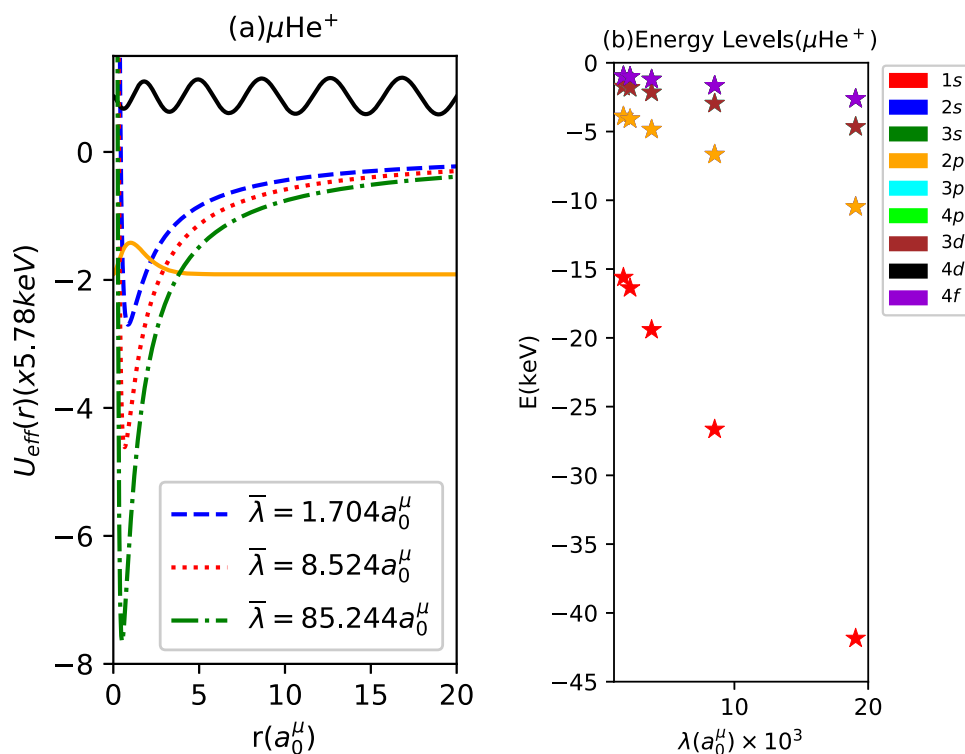 (a)μHe⁺
U_eff(r)(x5.78keV)
0
−2
−4
−6
−8
λ̅ = 1.704a₀^μ
λ̅ = 8.524a₀^μ
λ̅ = 85.244a₀^μ
0 5 10 15 20
r(a₀^μ)
(b)Energy Levels(μHe⁺)
E(keV)
0
−5
−10
−15
−20
−25
−30
−35
−40
−45
10 20
λ(a₀^μ) × 10³
1s
2s
3s
2p
3p
4p
3d
4d
4f